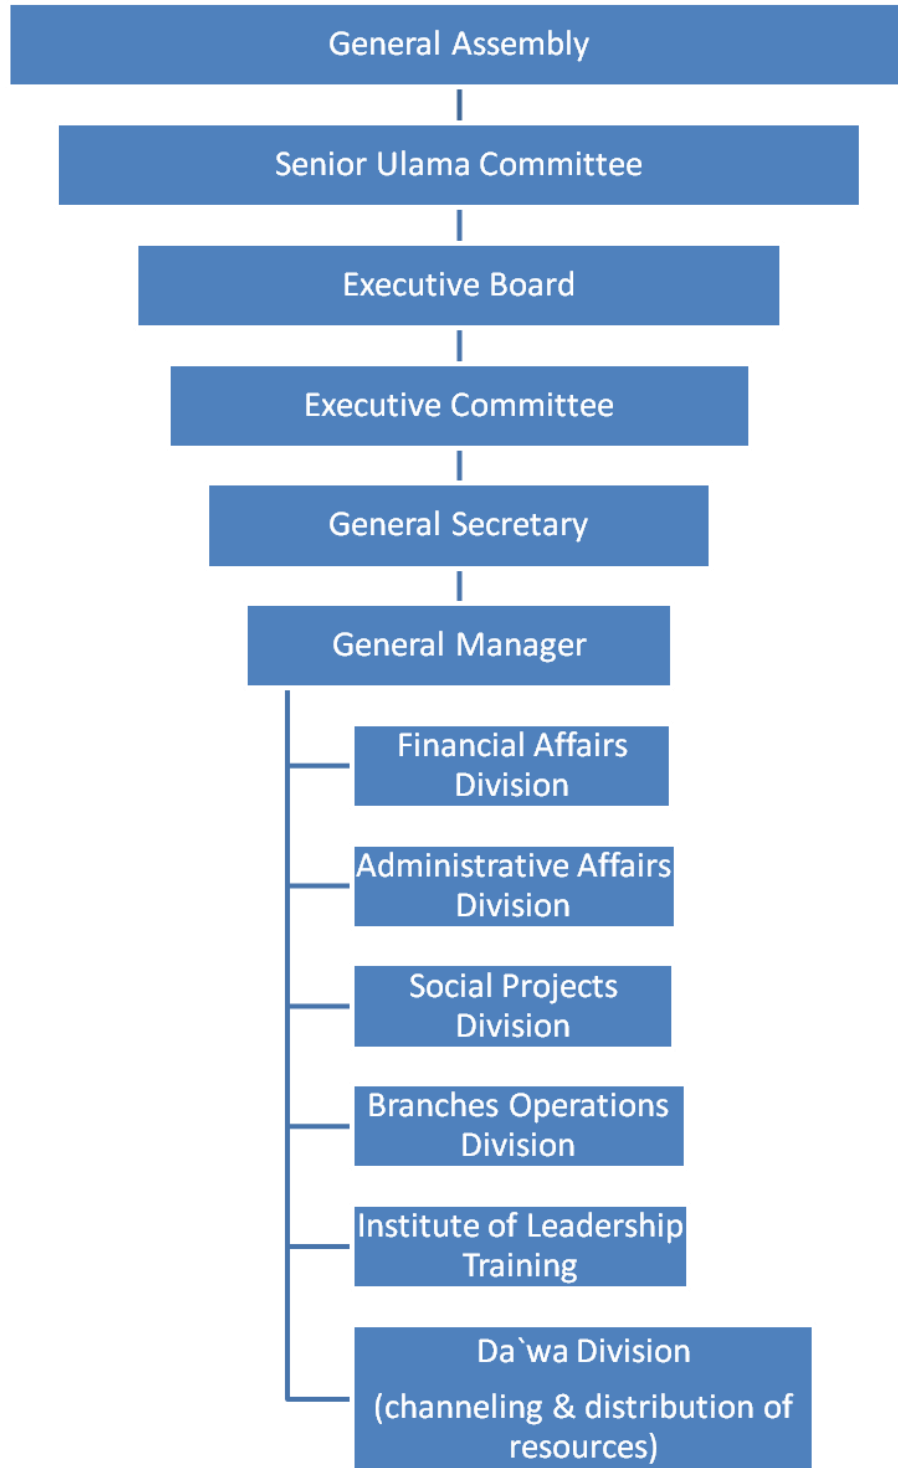 General Assembly
Senior Ulama Committee
Executive Board
Executive Committee
General Secretary
General Manager
Financial Affairs
Division
Administrative Affairs
Division
Social Projects
Division
Branches Operations
Division
Institute of Leadership
Training
Da`wa Division
(channeling & distribution of
resources)